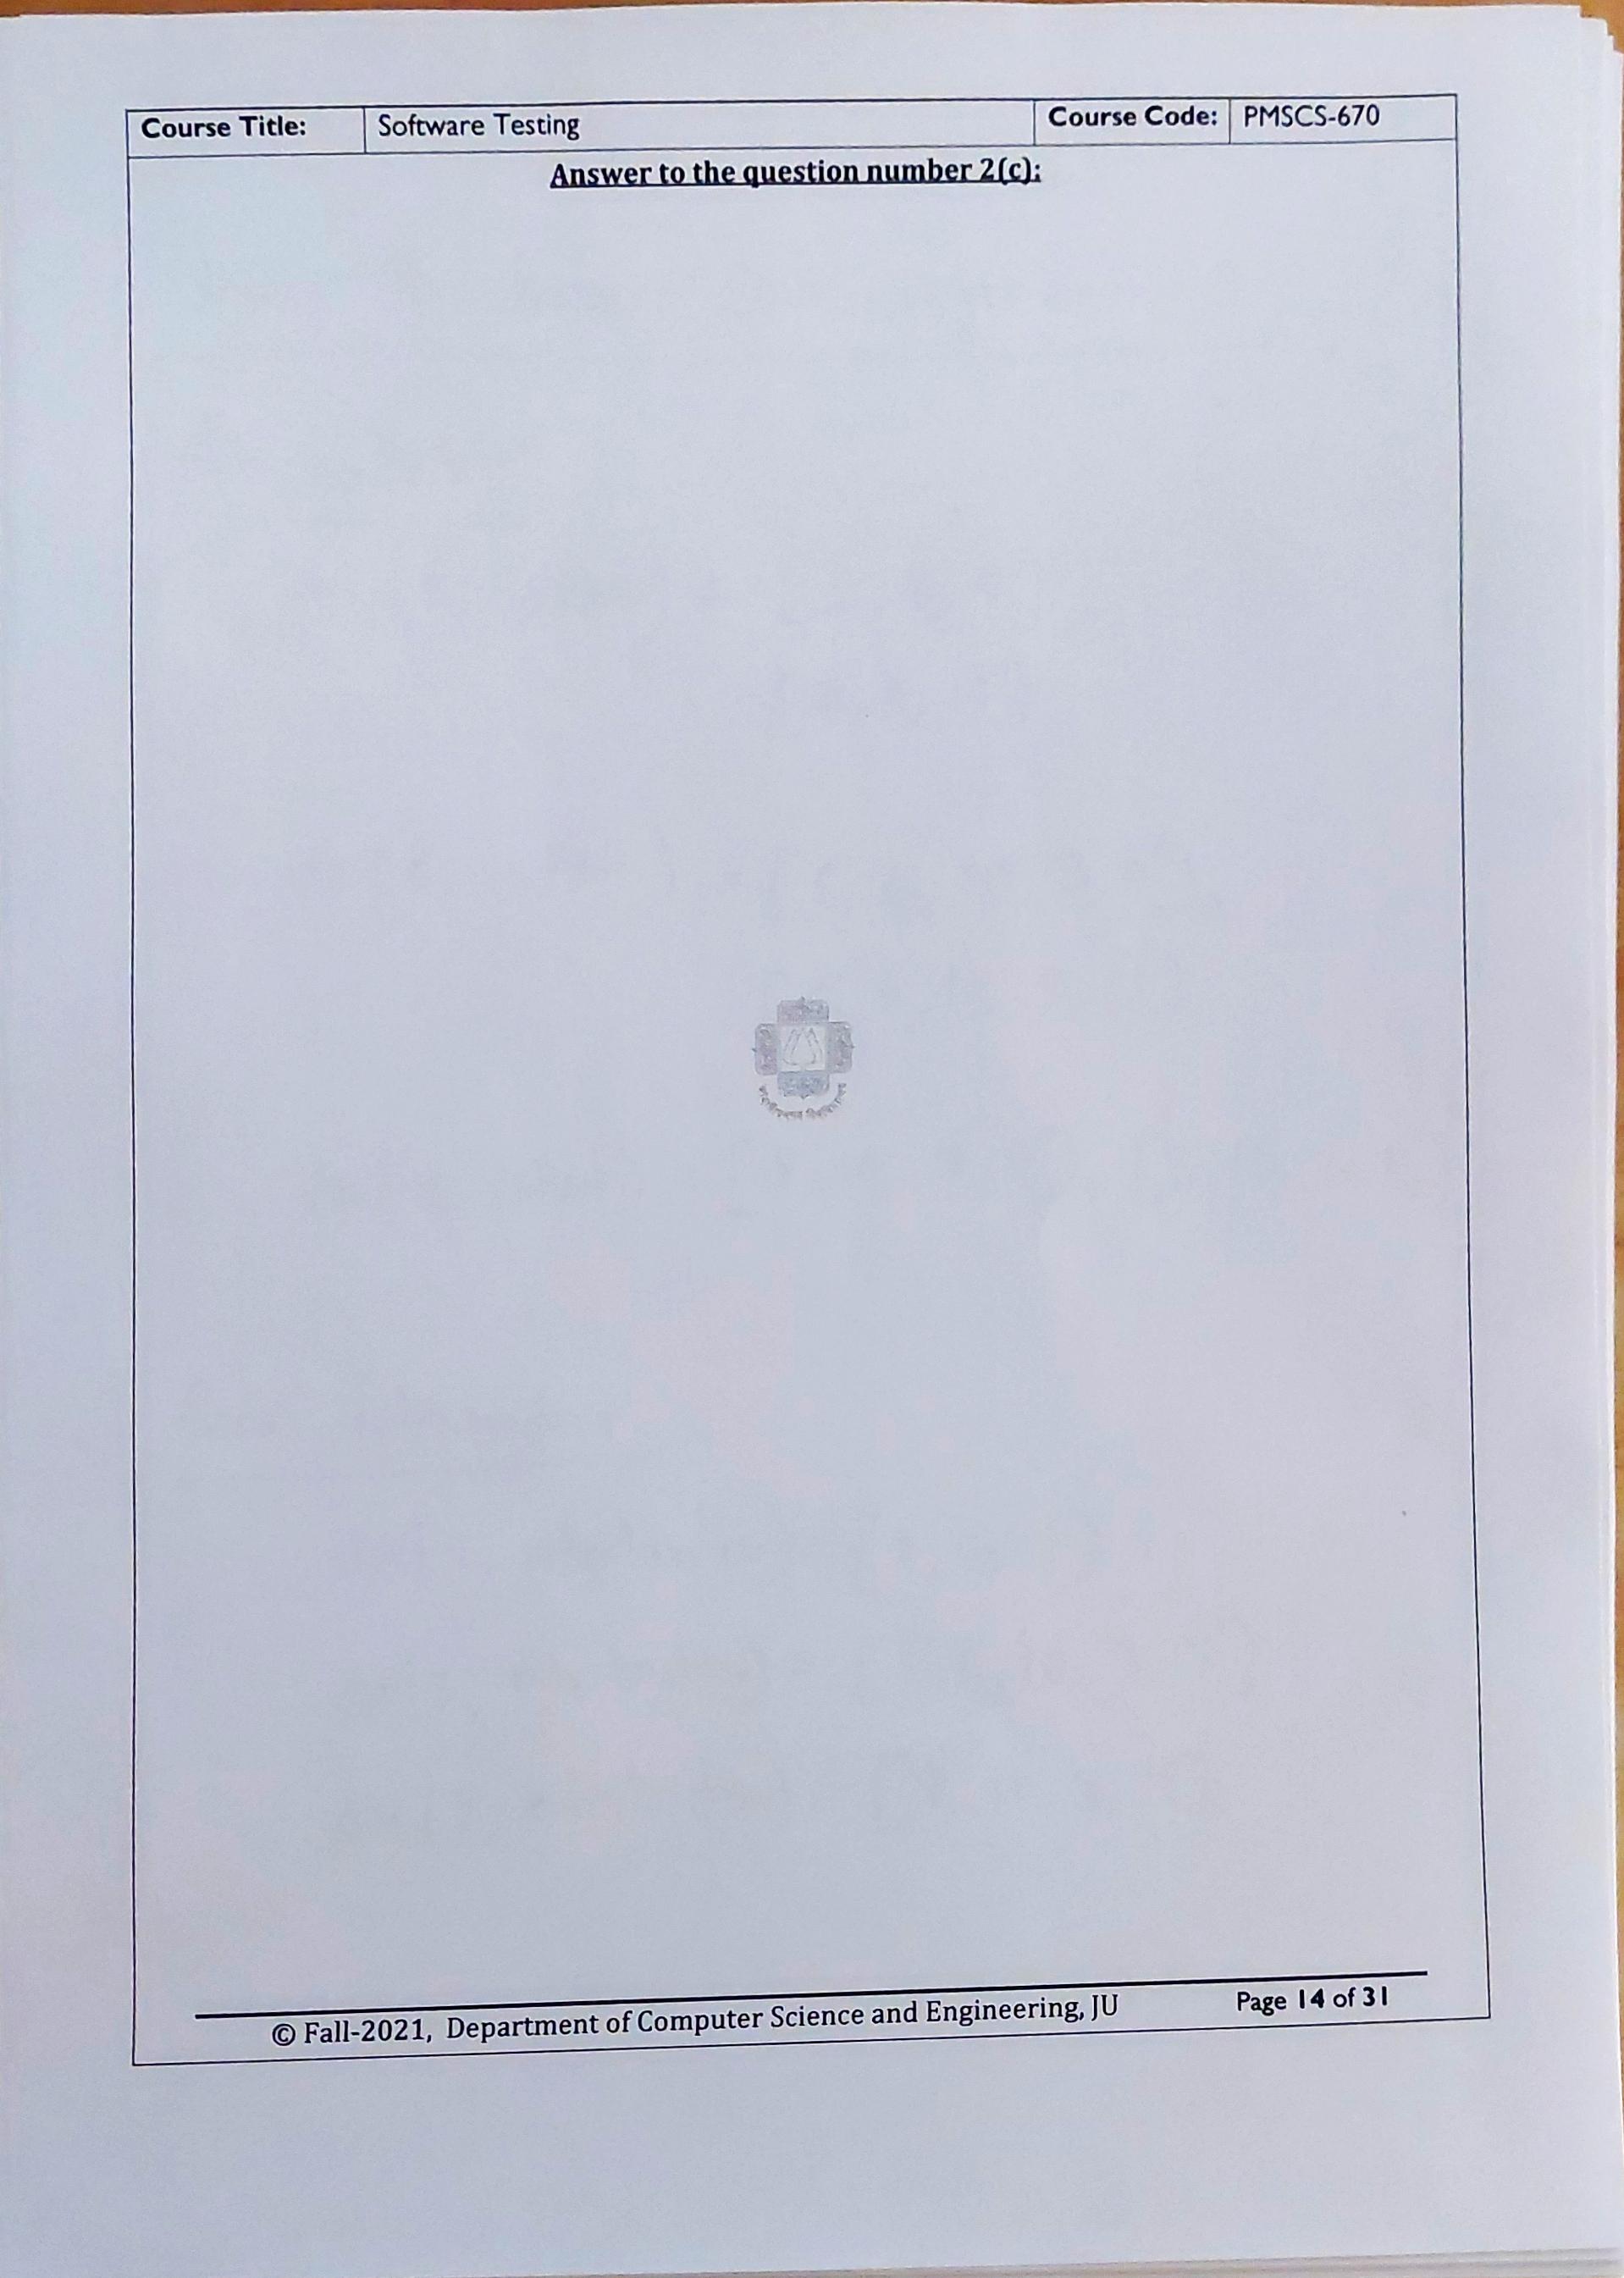 Course Title: Software Testing Course Code: PMSCS-670
Answer to the question number 2(c):
© Fall-2021, Department of Computer Science and Engineering, JU Page 14 of 31